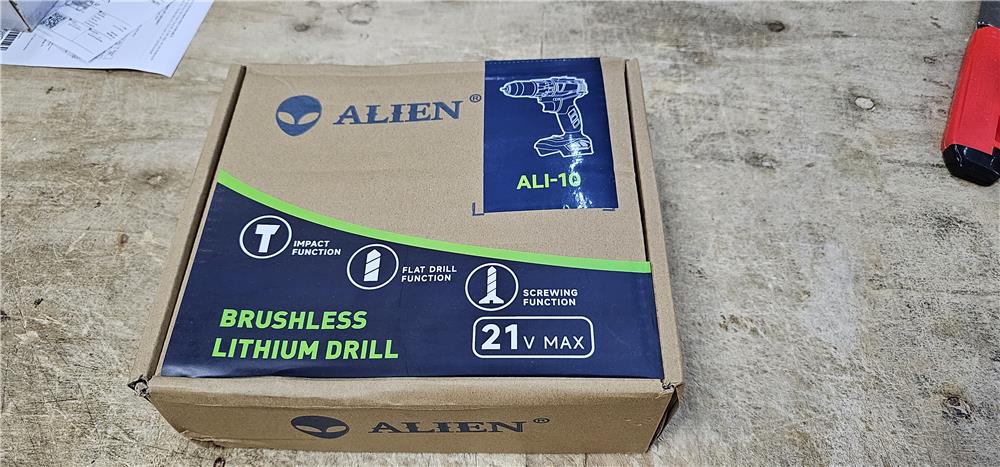 ALIEN®
ALI-10
IMPACT
FUNCTION
FLAT DRILL
FUNCTION
SCREWING
FUNCTION
BRUSHLESS
LITHIUM DRILL
21V MAX
ALIEN®